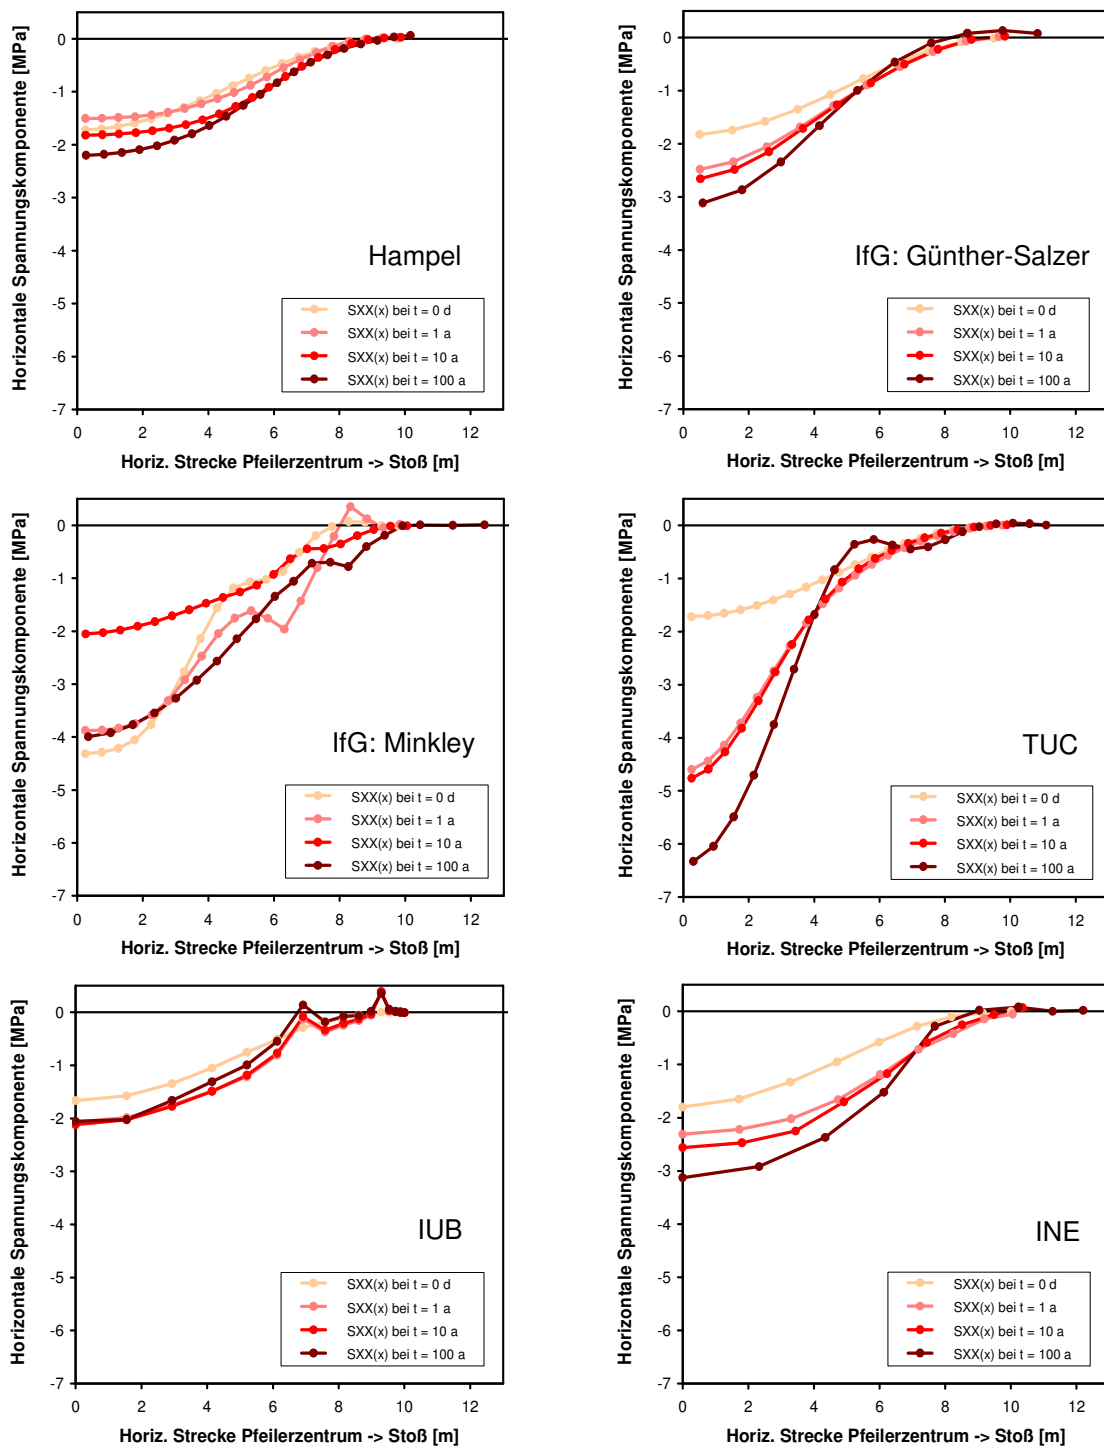 Horizontale Spannungskomponente [MPa]
0
-1
-2
-3
-4
-5
-6
-7
Hampel
SXX(x) bei t = 0 d
SXX(x) bei t = 1 a
SXX(x) bei t = 10 a
SXX(x) bei t = 100 a
0 2 4 6 8 10 12
Horiz. Strecke Pfeilerzentrum -> Stoß [m]
Horizontale Spannungskomponente [MPa]
0
-1
-2
-3
-4
-5
-6
-7
IfG: Günther-Salzer
SXX(x) bei t = 0 d
SXX(x) bei t = 1 a
SXX(x) bei t = 10 a
SXX(x) bei t = 100 a
0 2 4 6 8 10 12
Horiz. Strecke Pfeilerzentrum -> Stoß [m]
Horizontale Spannungskomponente [MPa]
0
-1
-2
-3
-4
-5
-6
-7
IfG: Minkley
SXX(x) bei t = 0 d
SXX(x) bei t = 1 a
SXX(x) bei t = 10 a
SXX(x) bei t = 100 a
0 2 4 6 8 10 12
Horiz. Strecke Pfeilerzentrum -> Stoß [m]
Horizontale Spannungskomponente [MPa]
0
-1
-2
-3
-4
-5
-6
-7
TUC
SXX(x) bei t = 0 d
SXX(x) bei t = 1 a
SXX(x) bei t = 10 a
SXX(x) bei t = 100 a
0 2 4 6 8 10 12
Horiz. Strecke Pfeilerzentrum -> Stoß [m]
Horizontale Spannungskomponente [MPa]
0
-1
-2
-3
-4
-5
-6
-7
IUB
SXX(x) bei t = 0 d
SXX(x) bei t = 1 a
SXX(x) bei t = 10 a
SXX(x) bei t = 100 a
0 2 4 6 8 10 12
Horiz. Strecke Pfeilerzentrum -> Stoß [m]
Horizontale Spannungskomponente [MPa]
0
-1
-2
-3
-4
-5
-6
-7
INE
SXX(x) bei t = 0 d
SXX(x) bei t = 1 a
SXX(x) bei t = 10 a
SXX(x) bei t = 100 a
0 2 4 6 8 10 12
Horiz. Strecke Pfeilerzentrum -> Stoß [m]